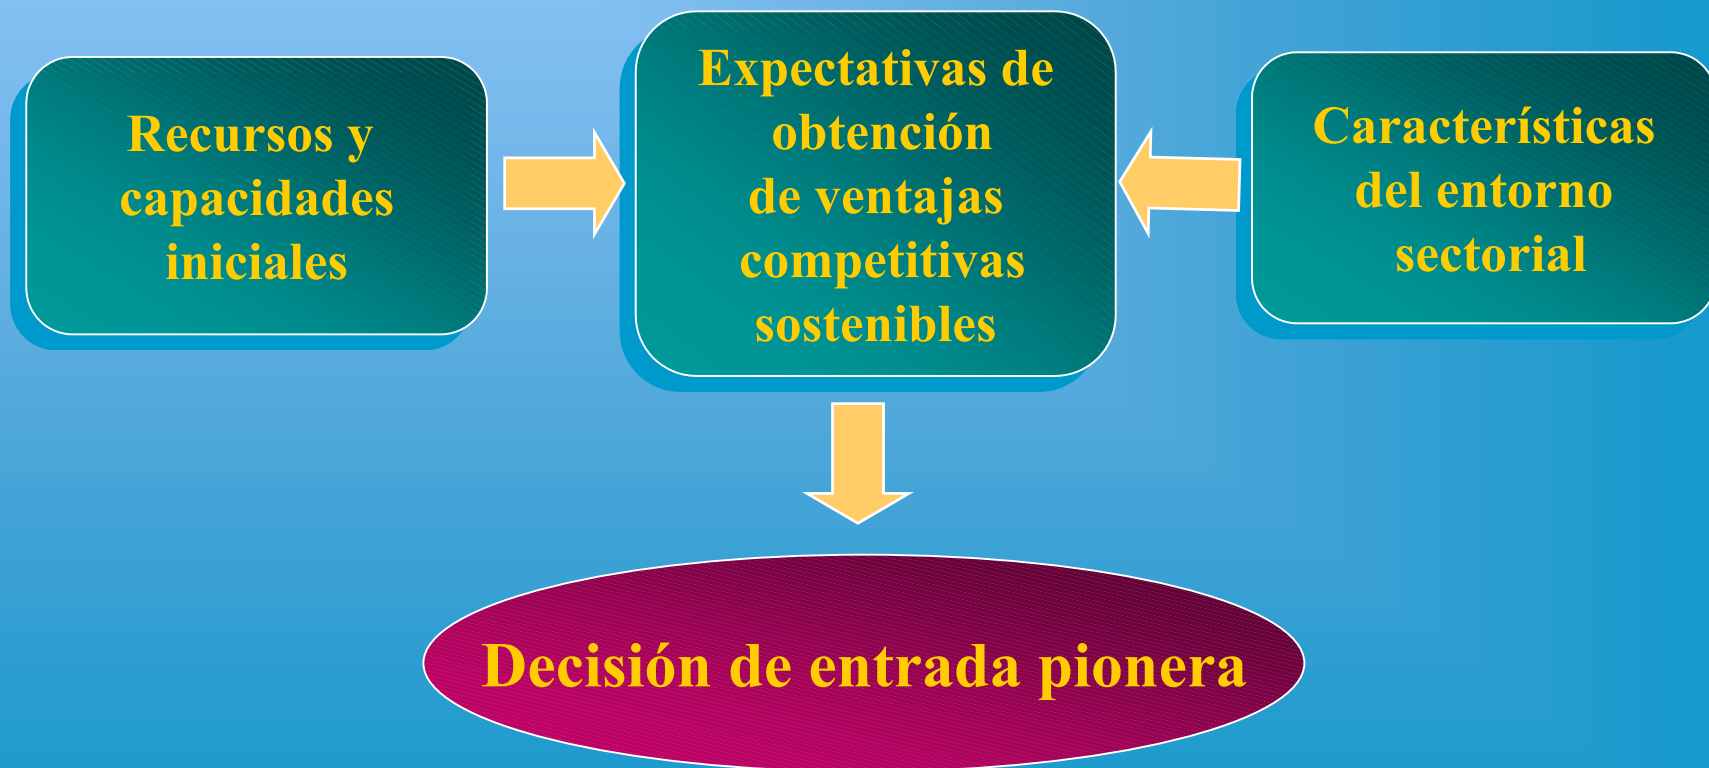 Recursos y
capacidades
iniciales
Expectativas de
obtención
de ventajas
competitivas
sostenibles
Características
del entorno
sectorial
Decisión de entrada pionera